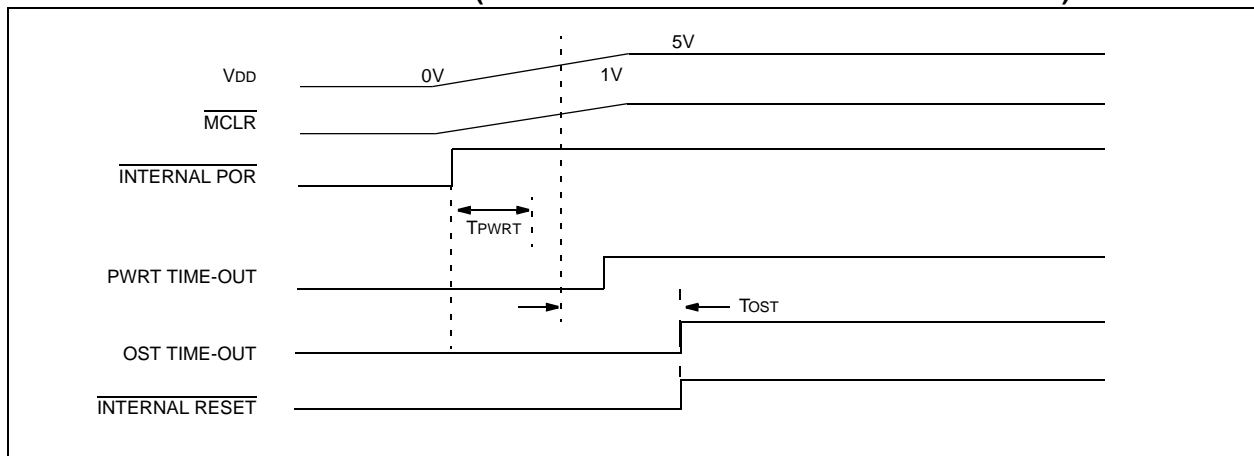 5V
VDD
0V
1V
MCLR
INTERNAL POR
TPWRT
PWRT TIME-OUT
TOST
OST TIME-OUT
INTERNAL RESET